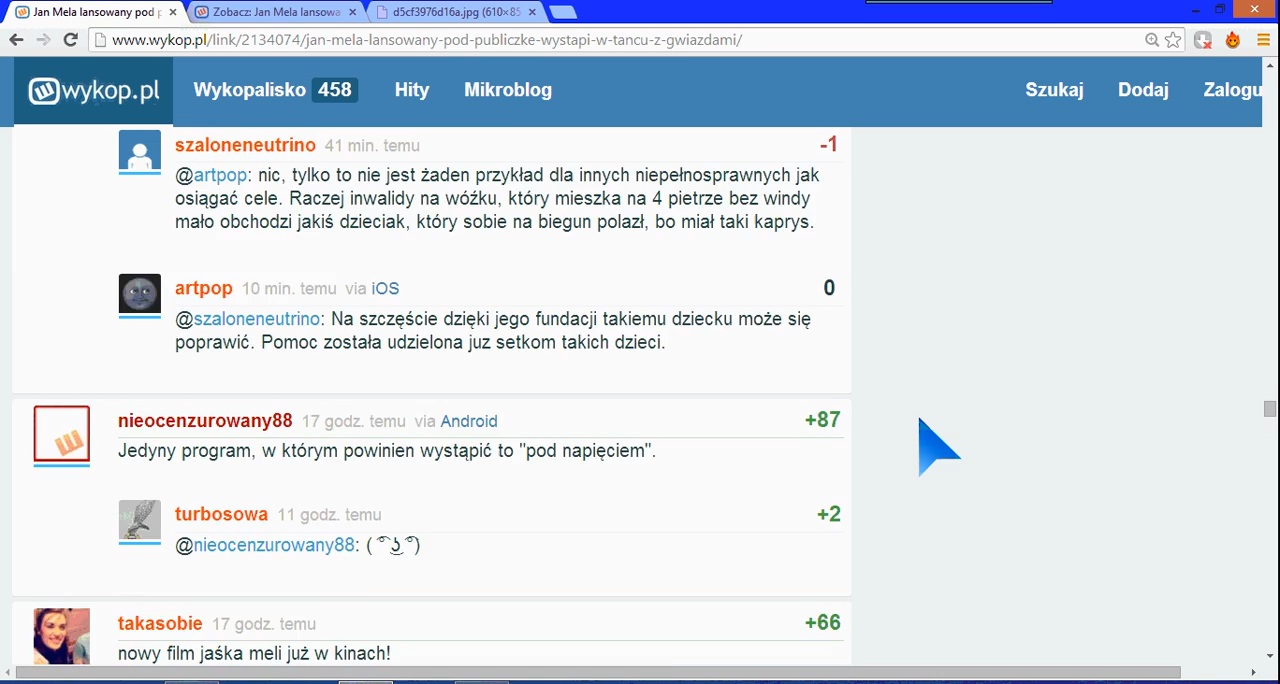 Jan Mela lansowany pod p
Zobacz: Jan Mela lansowa
d5cf3976d16a.jpg (610×85
www.wykop.pl/link/2134074/jan-mela-lansowany-pod-publiczke-wystapi-w-tancu-z-gwiazdami/
wykop.pl Wykopalisko 458 Hity Mikroblog Szukaj Dodaj Zalogu
szaloneneutrino 41 min. temu -1
@artpop: nic, tylko to nie jest żaden przykład dla innych niepełnosprawnych jak
osiągać cele. Raczej inwalidy na wóźku, który mieszka na 4 pietrze bez windy
mało obchodzi jakiś dzieciak, który sobie na biegun polazł, bo miał taki kaprys.
artpop 10 min. temu via iOS 0
@szaloneneutrino: Na szczęście dzięki jego fundacji takiemu dziecku może się
poprawić. Pomoc została udzielona juz setkom takich dzieci.
nieocenzurowany88 17 godz. temu via Android +87
Jedyny program, w którym powinien wystąpić to "pod napięciem".
turbosowa 11 godz. temu +2
@nieocenzurowany88: ( ͡° ͜ʖ ͡°)
takasobie 17 godz. temu +66
nowy film jaśka meli już w kinach!